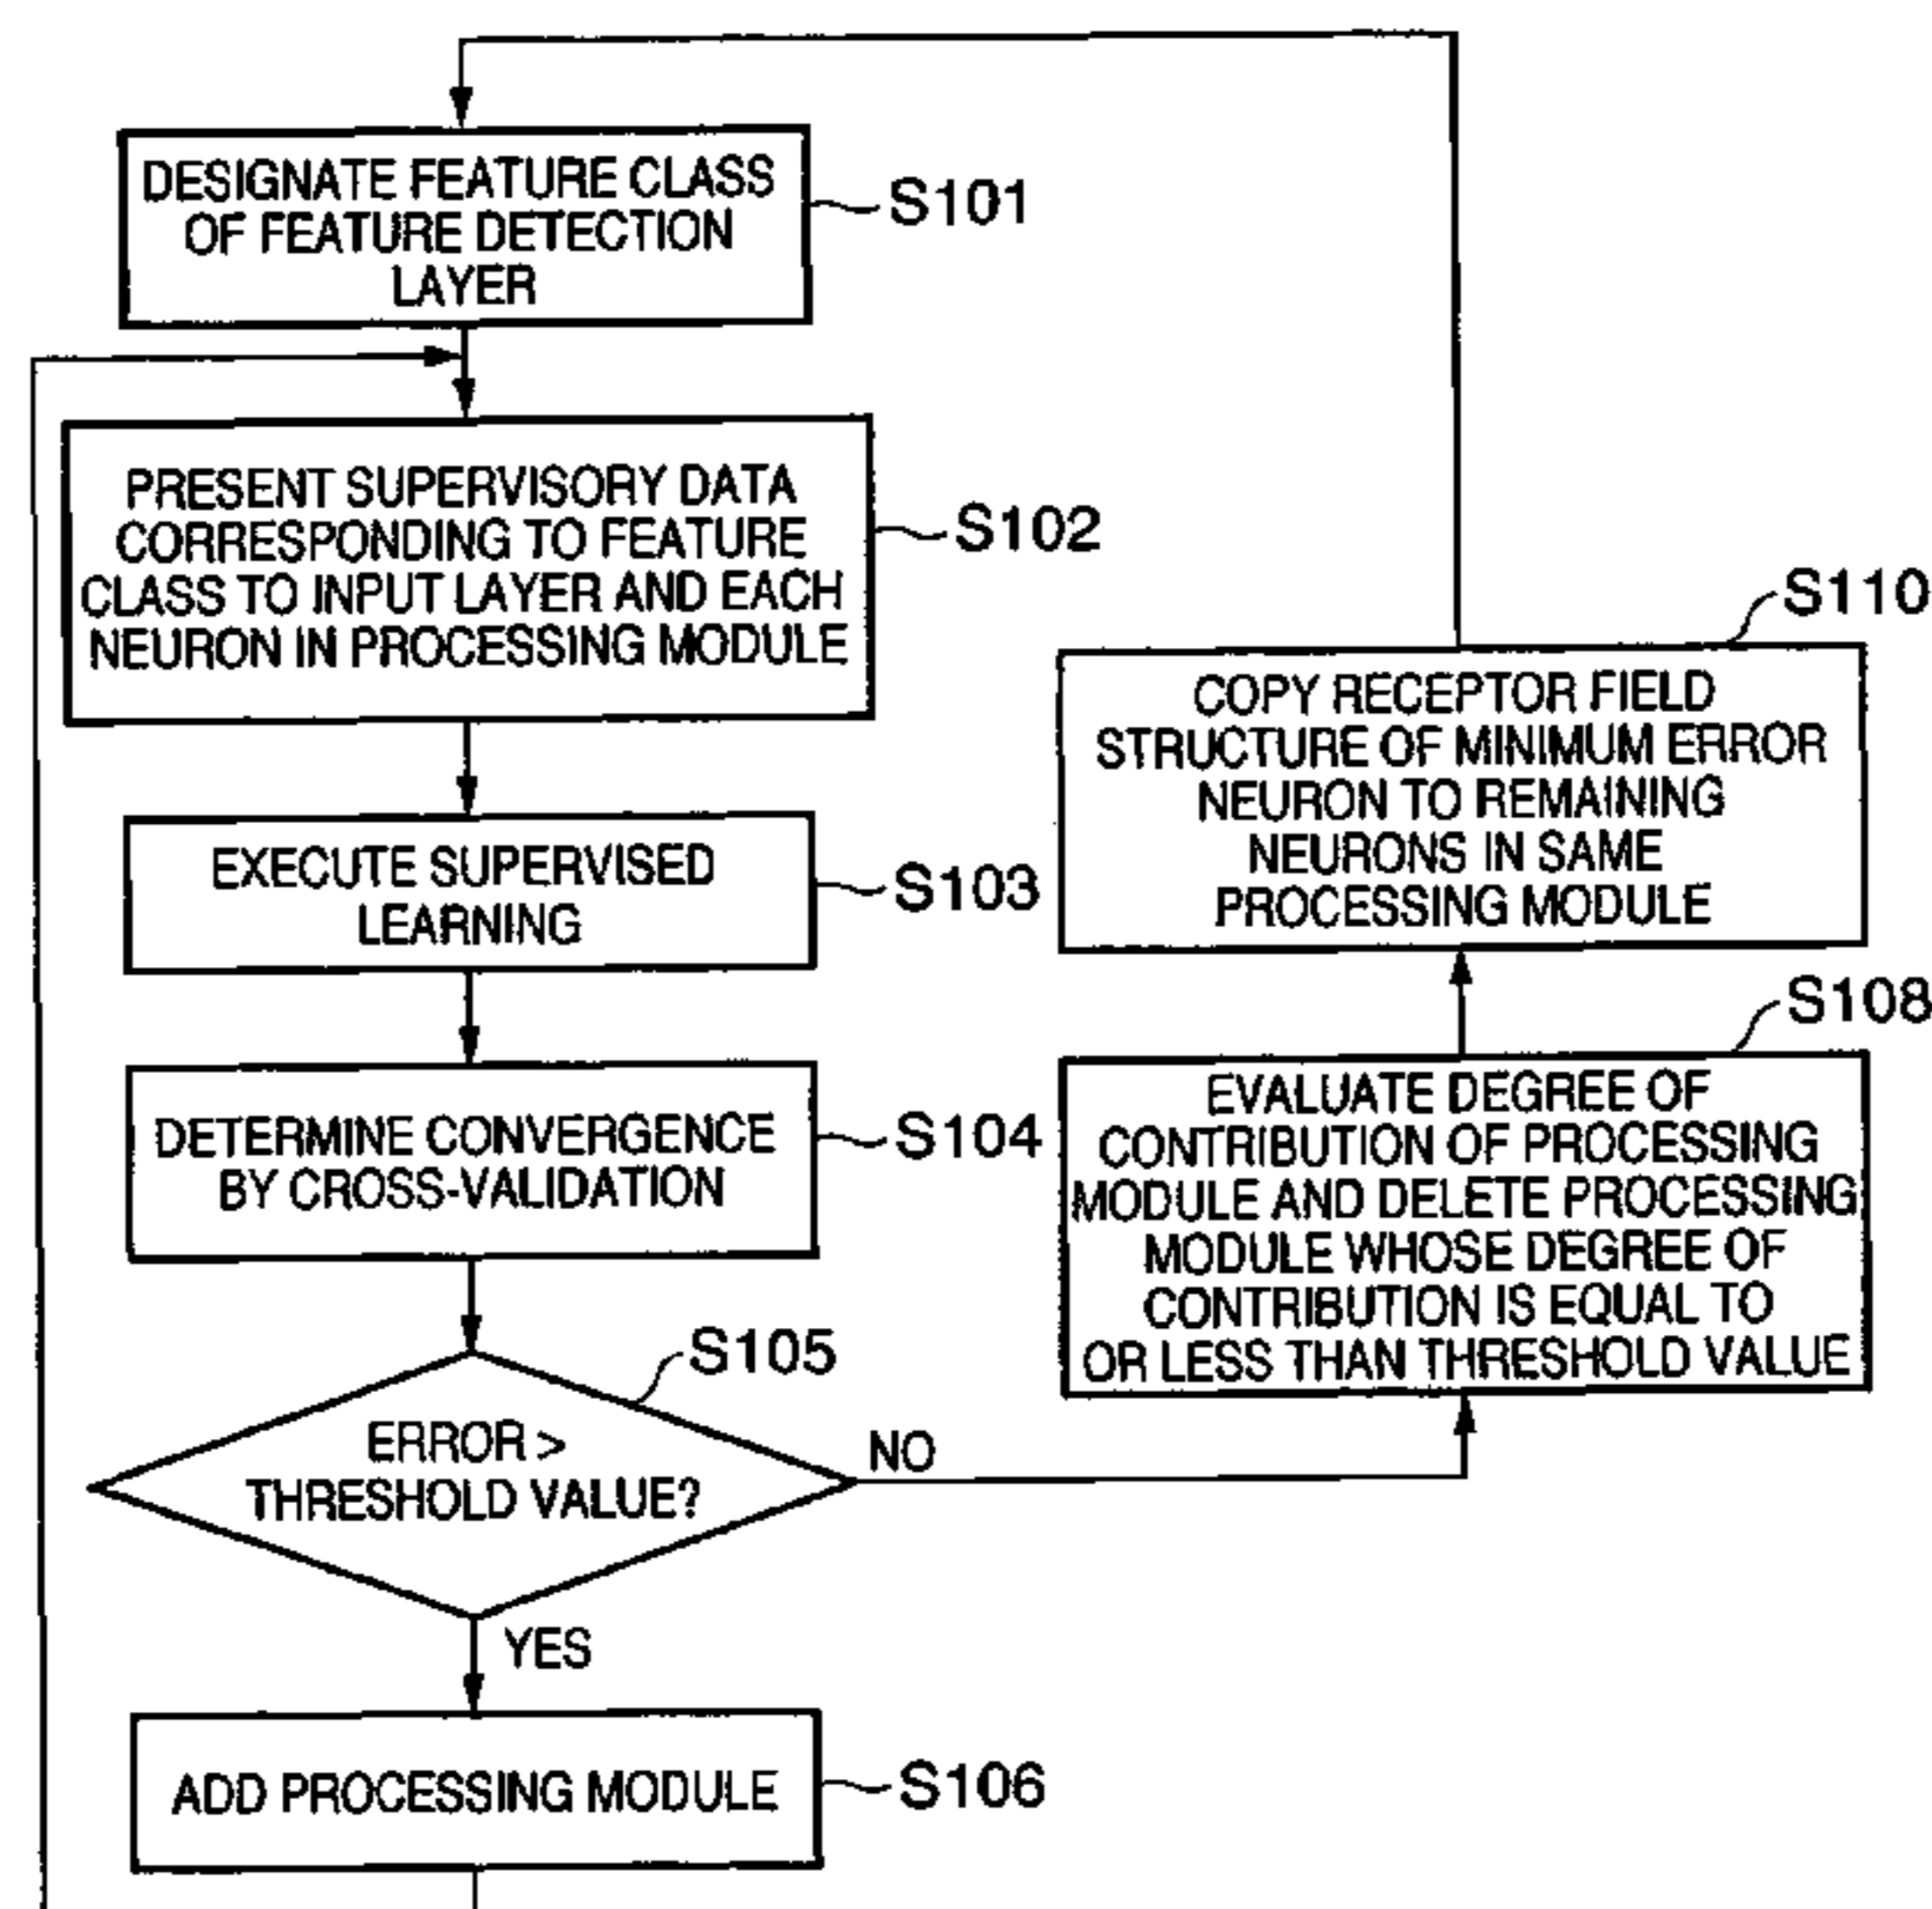 DESIGNATE FEATURE CLASS
OF FEATURE DETECTION
LAYER
S101
PRESENT SUPERVISORY DATA
CORRESPONDING TO FEATURE
CLASS TO INPUT LAYER AND EACH
NEURON IN PROCESSING MODULE
S102
EXECUTE SUPERVISED
LEARNING
S103
DETERMINE CONVERGENCE
BY CROSS-VALIDATION
S104
ERROR >
THRESHOLD VALUE?
S105
NO
YES
ADD PROCESSING MODULE
S106
S110
COPY RECEPTOR FIELD
STRUCTURE OF MINIMUM ERROR
NEURON TO REMAINING
NEURONS IN SAME
PROCESSING MODULE
S108
EVALUATE DEGREE OF
CONTRIBUTION OF PROCESSING
MODULE AND DELETE PROCESSING
MODULE WHOSE DEGREE OF
CONTRIBUTION IS EQUAL TO
OR LESS THAN THRESHOLD VALUE